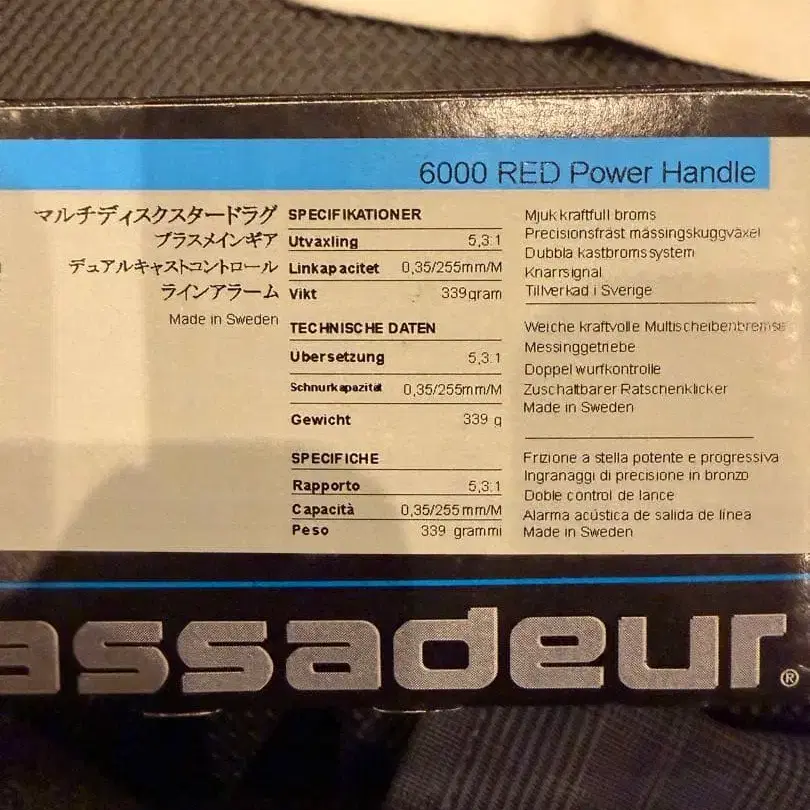 6000 RED Power Handle
マルチディスクスタードラグ
ブラスメインギア
デュアルキャストコントロール
ラインアラーム
Made in Sweden
SPECIFIKATIONER
Utvaxling 5,3:1
Linkapacitet 0,35/255mm/M
Vikt 339gram
TECHNISCHE DATEN
Ubersetzung 5,3:1
Schnurkapazität 0,35/255mm/M
Gewicht 339 g
SPECIFICHE
Rapporto 5,3:1
Capacità 0,35/255mm/M
Peso 339 grammi
Mjuk kraftfull broms
Precisionsfräst mässingskuggväxel
Dubbla kastbromssystem
Knarrsignal
Tillverkad i Sverige
Weiche kraftvolle Multischeibenbremse
Messinggetriebe
Doppel wurfkontrolle
Zuschaltbarer Ratschenklicker
Made in Sweden
Frizione a stella potente e progressiva
Ingranaggi di precisione in bronzo
Doble control de lance
Alarma acústica de salida de línea
Made in Sweden
assadeur®